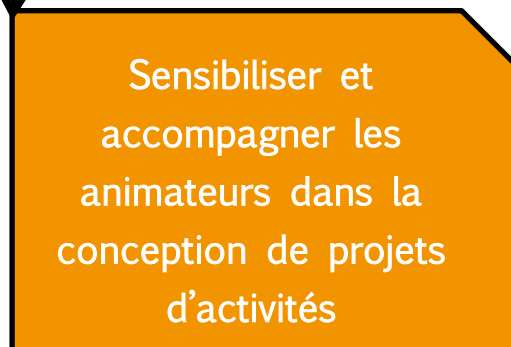 Sensibiliser et
accompagner les
animateurs dans la
conception de projets
d'activités